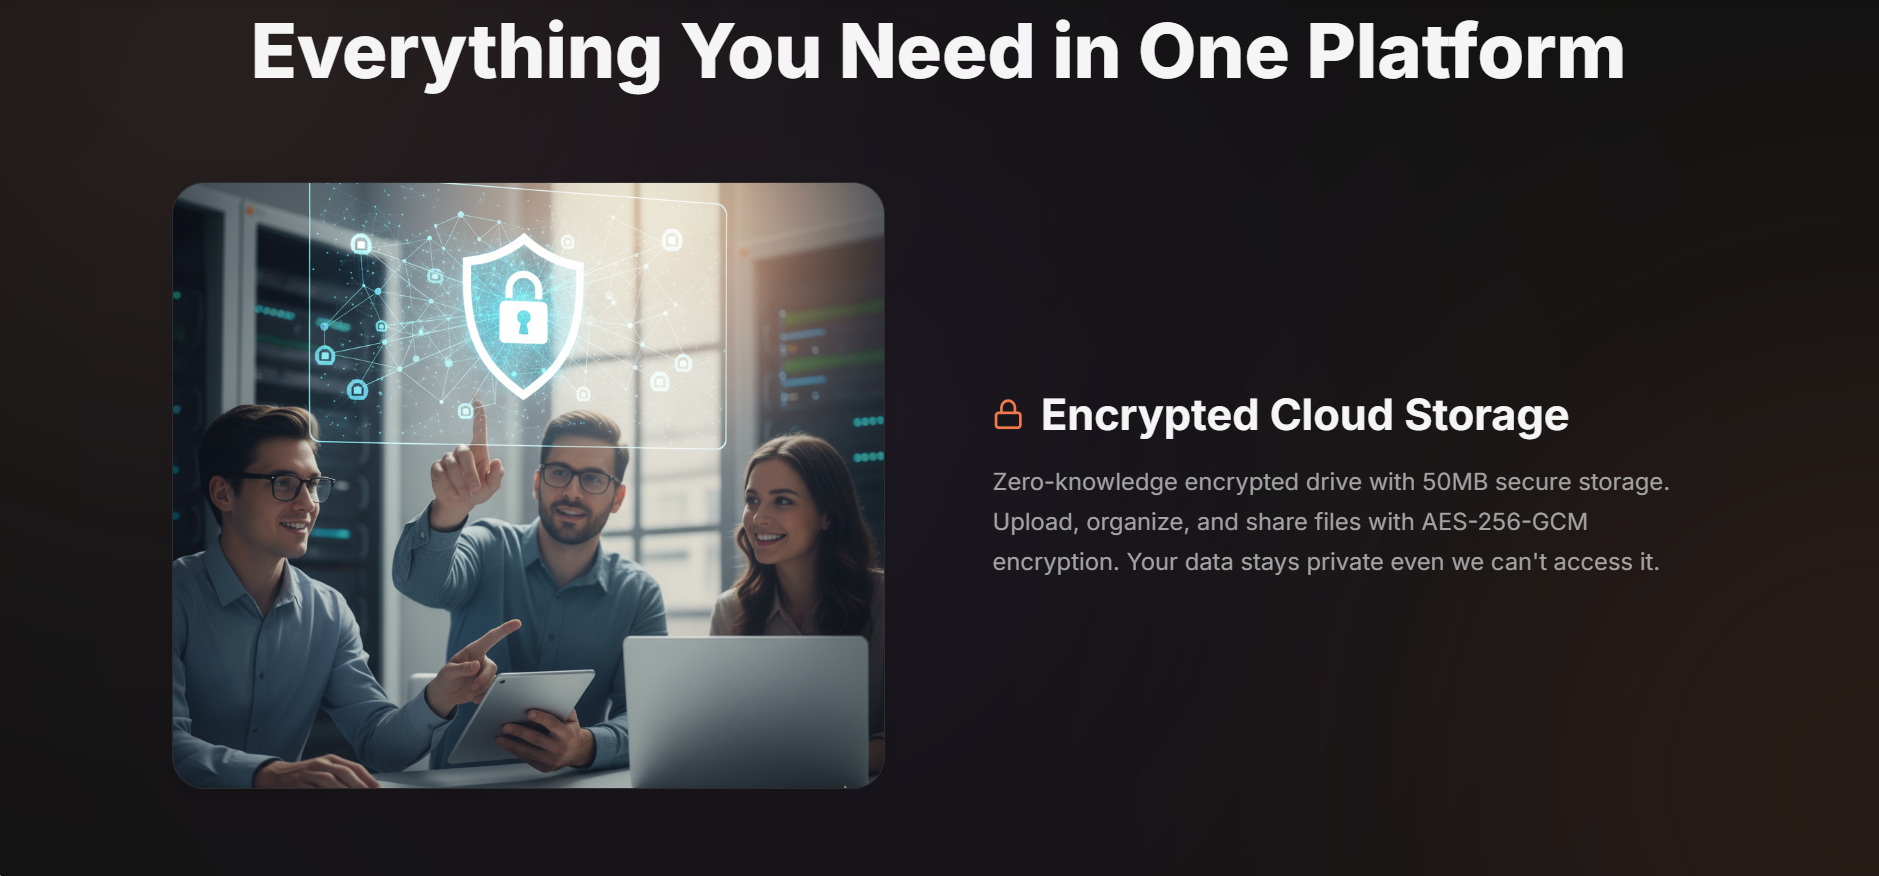 Everything You Need in One Platform
Encrypted Cloud Storage
Zero-knowledge encrypted drive with 50MB secure storage.
Upload, organize, and share files with AES-256-GCM
encryption. Your data stays private even we can't access it.